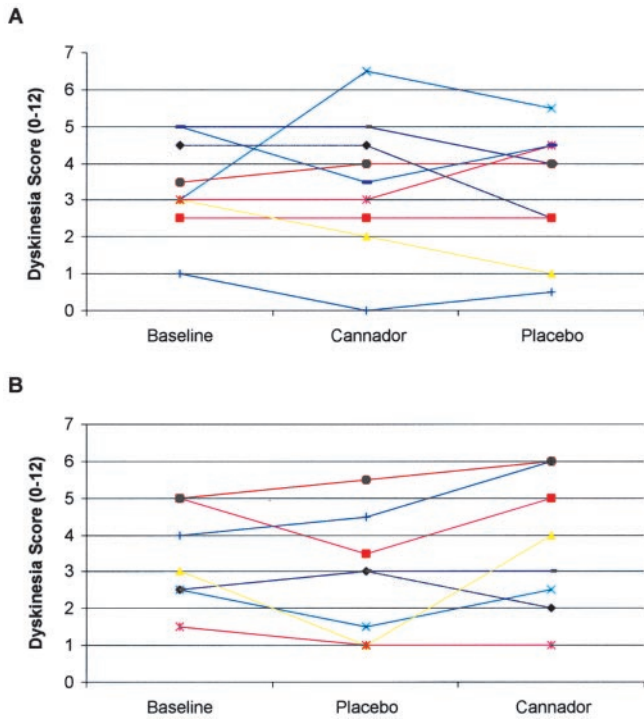 A
Dyskinesia Score (0-12)
7
6
5
4
3
2
1
0
Baseline Cannador Placebo
B
Dyskinesia Score (0-12)
7
6
5
4
3
2
1
0
Baseline Placebo Cannador